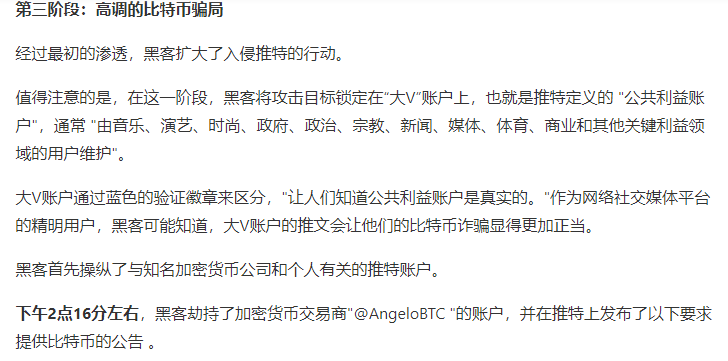 第三阶段：高调的比特币骗局
经过最初的渗透，黑客扩大了入侵推特的行动。
值得注意的是，在这一阶段，黑客将攻击目标锁定在“大V”账户上，也就是推特定义的 "公共利益账
户"，通常 "由音乐、演艺、时尚、政府、政治、宗教、新闻、媒体、体育、商业和其他关键利益领
域的用户维护"。
大V账户通过蓝色的验证徽章来区分，"让人们知道公共利益账户是真实的。"作为网络社交媒体平台
的精明用户，黑客可能知道，大V账户的推文会让他们的比特币诈骗显得更加正当。
黑客首先操纵了与知名加密货币公司和个人有关的推特账户。
下午2点16分左右，黑客劫持了加密货币交易商"@AngeloBTC "的账户，并在推特上发布了以下要求
提供比特币的公告 。